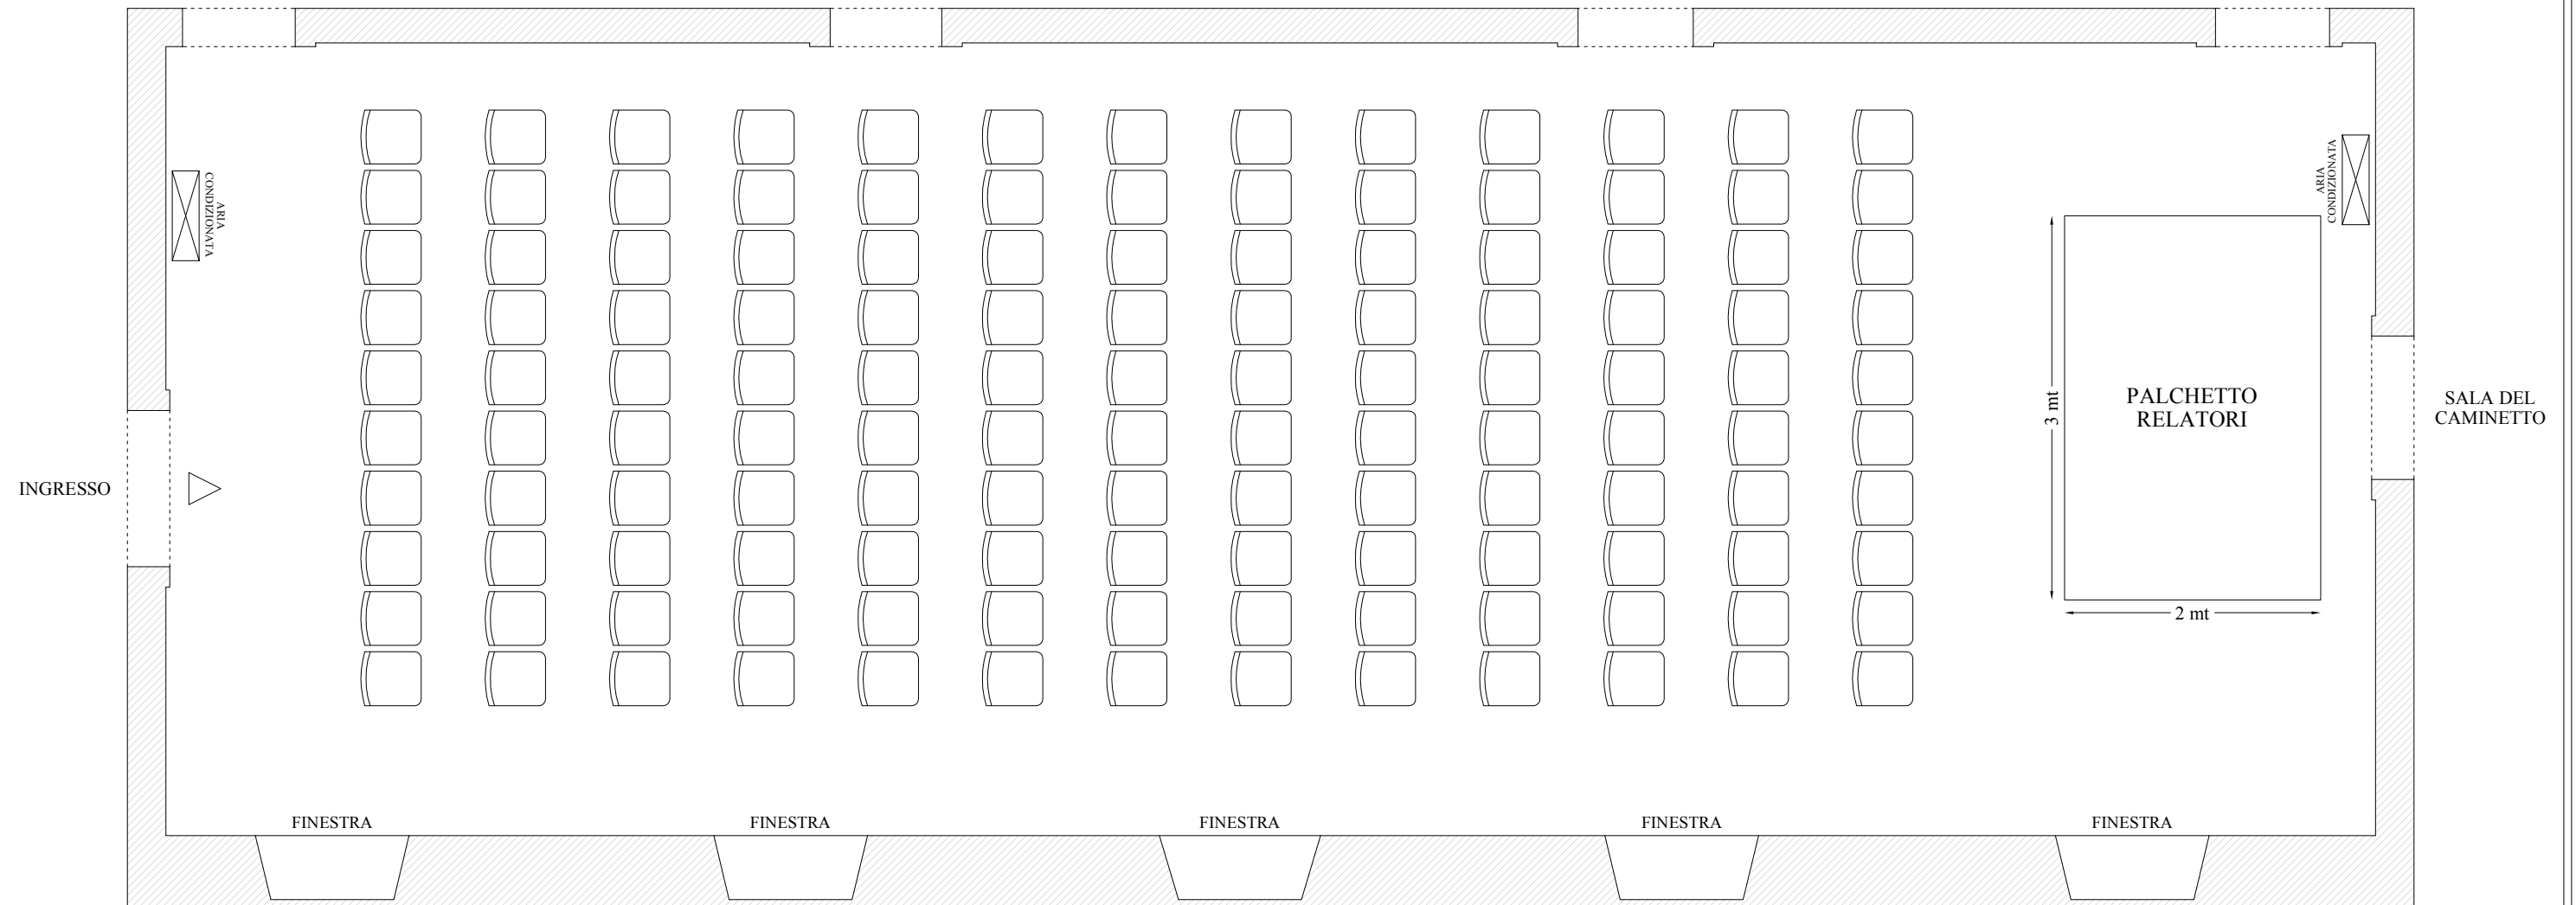 ARIA
CONDIZIONATA
ARIA
CONDIZIONATA
3 mt
PALCHETTO
RELATORI
SALA DEL
CAMINETTO
INGRESSO
2 mt
FINESTRA
FINESTRA
FINESTRA
FINESTRA
FINESTRA